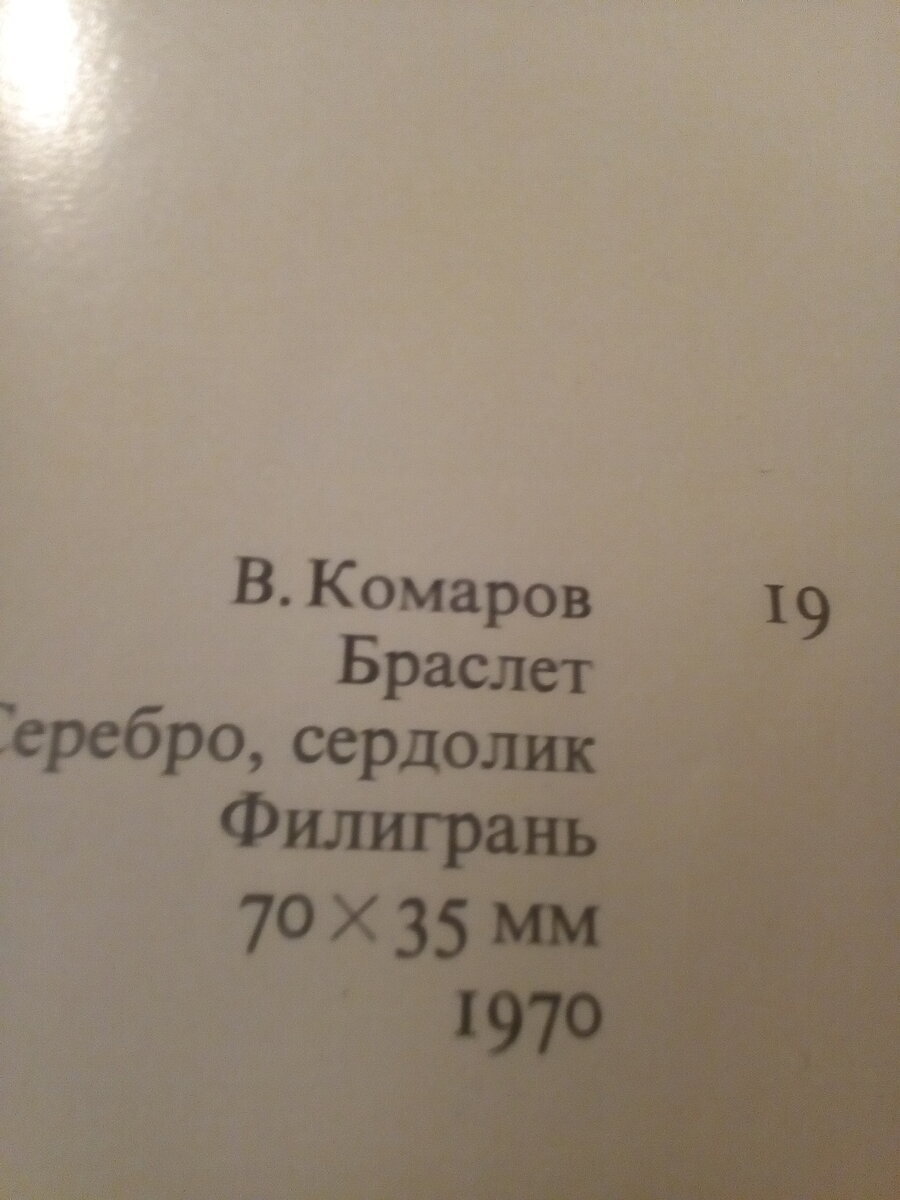 В. Комаров 19
Браслет
Серебро, сердолик
Филигрань
70×35 мм
1970